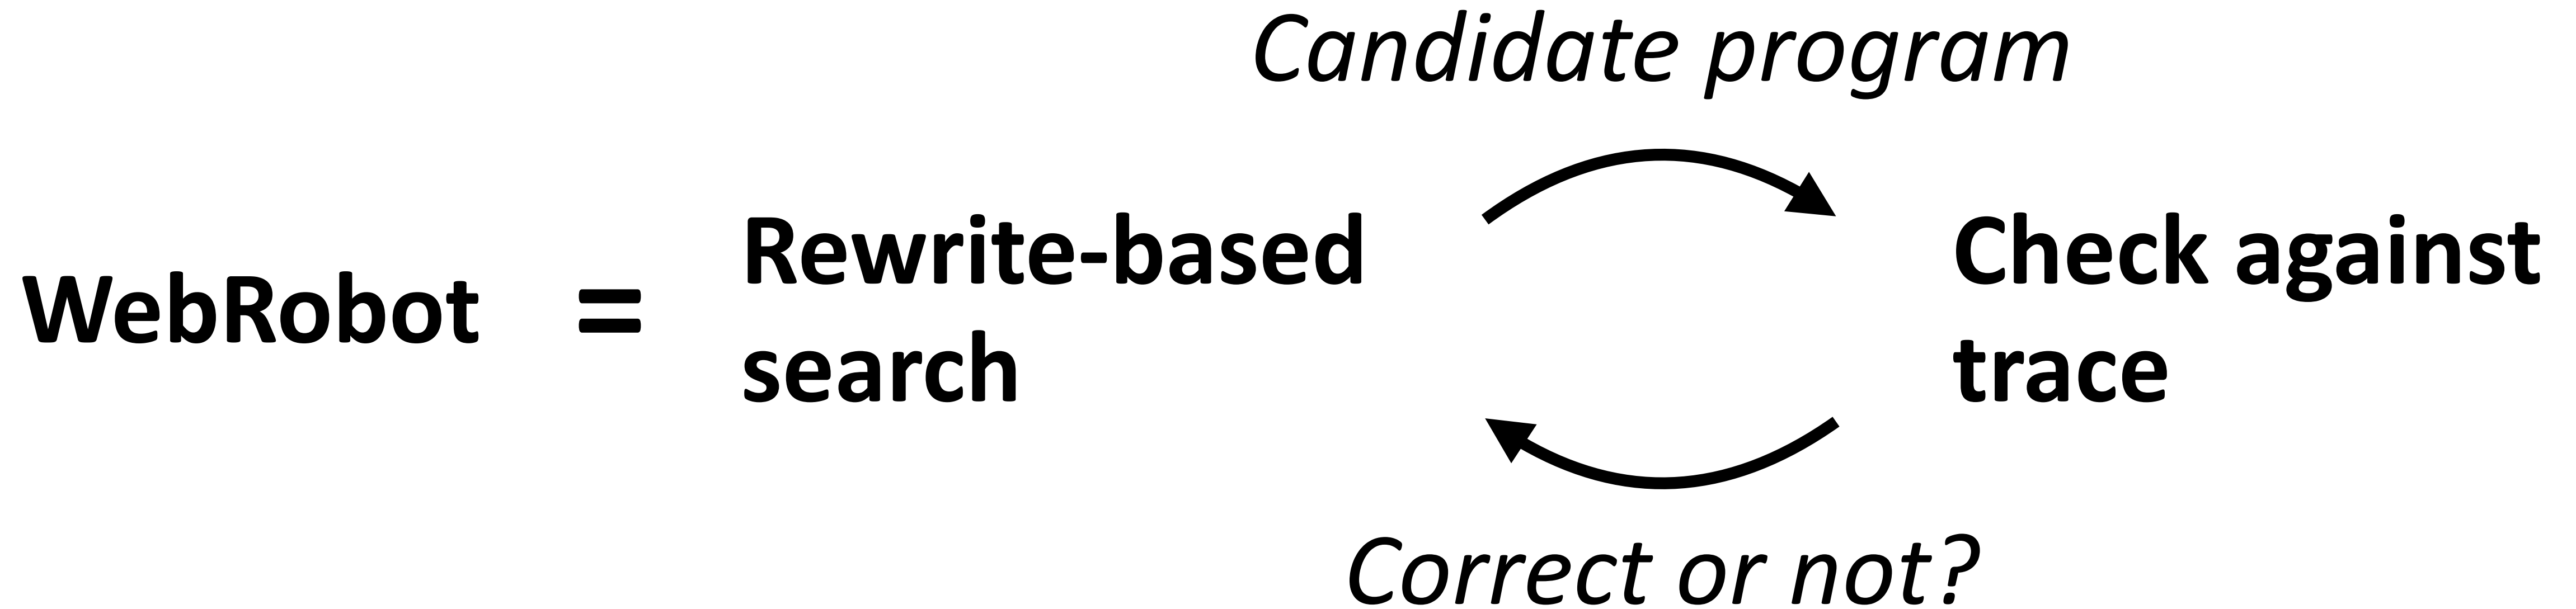 Candidate program
WebRobot = Rewrite-based
search
Check against
trace
Correct or not?